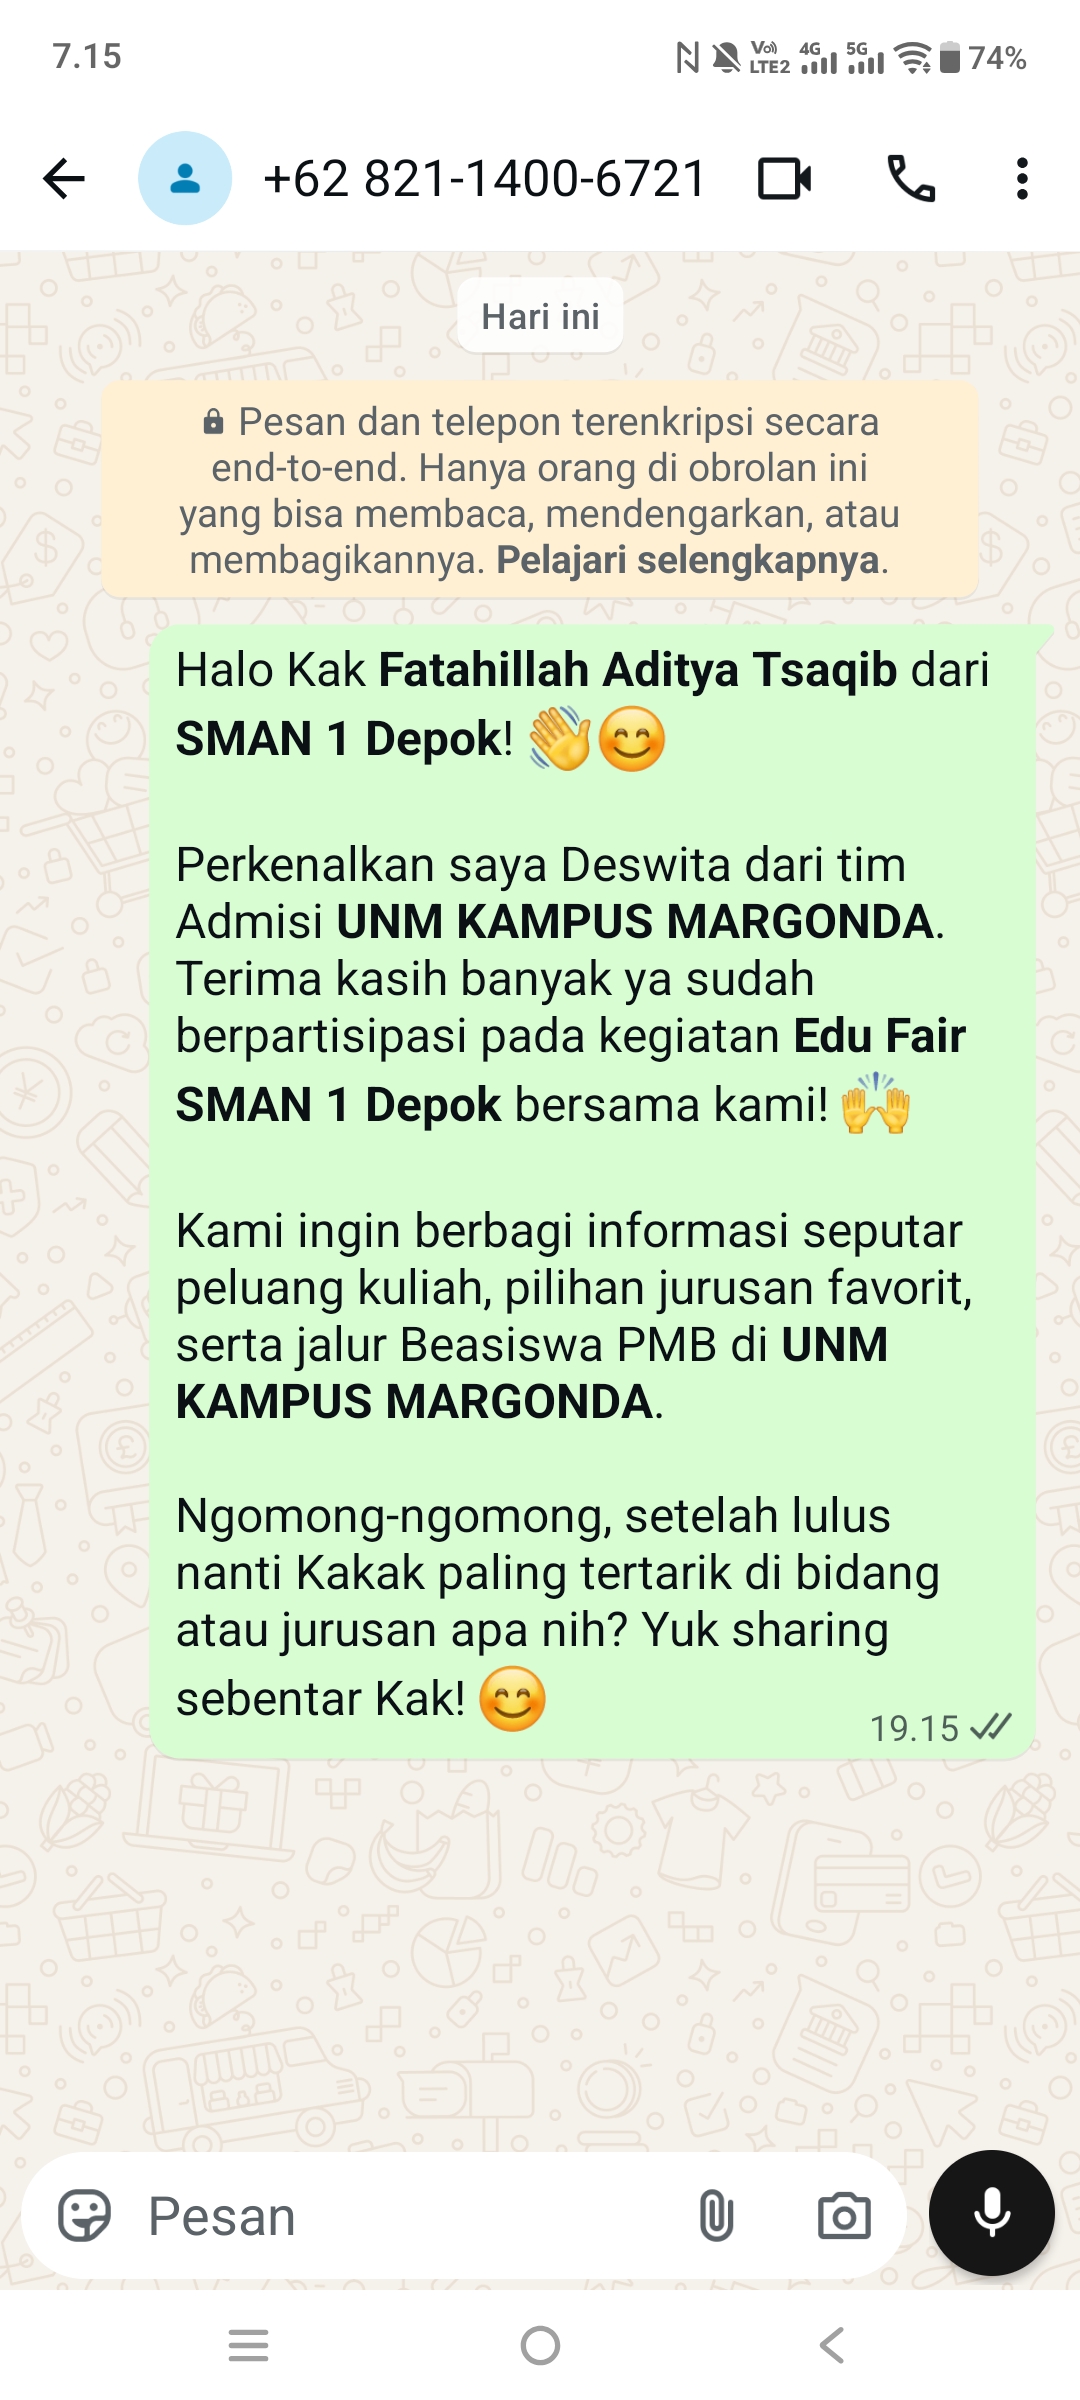 7.15
Vo)) LTE2 4G 5G 74%
+62 821-1400-6721
Hari ini
Pesan dan telepon terenkripsi secara
end-to-end. Hanya orang di obrolan ini
yang bisa membaca, mendengarkan, atau
membagikannya. Pelajari selengkapnya.
Halo Kak Fatahillah Aditya Tsaqib dari
SMAN 1 Depok! 👋😊
Perkenalkan saya Deswita dari tim
Admisi UNM KAMPUS MARGONDA.
Terima kasih banyak ya sudah
berpartisipasi pada kegiatan Edu Fair
SMAN 1 Depok bersama kami! 🙌
Kami ingin berbagi informasi seputar
peluang kuliah, pilihan jurusan favorit,
serta jalur Beasiswa PMB di UNM
KAMPUS MARGONDA.
Ngomong-ngomong, setelah lulus
nanti Kakak paling tertarik di bidang
atau jurusan apa nih? Yuk sharing
sebentar Kak! 😊
19.15
Pesan